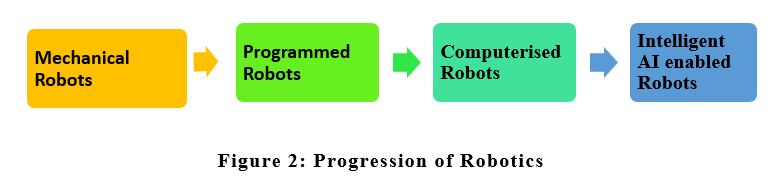 Mechanical
Robots
Programmed
Robots
Computerised
Robots
Intelligent
AI enabled
Robots
Figure 2: Progression of Robotics